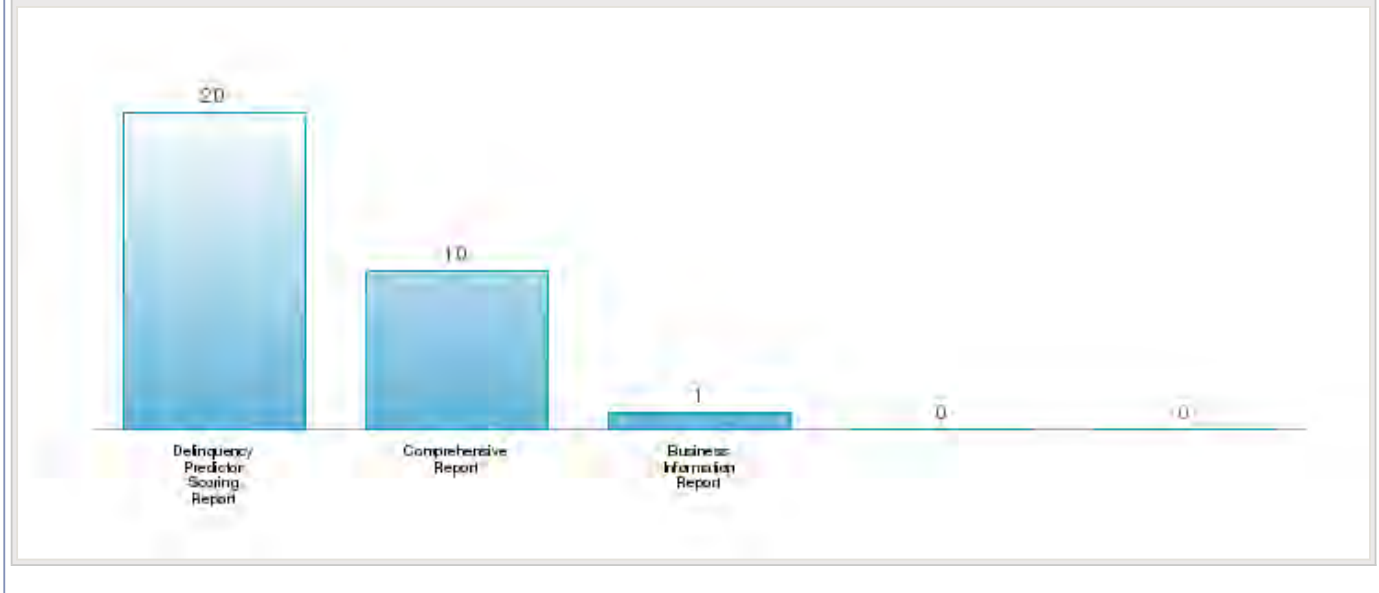 20
10
1
0
0
Delinquency
Predictor
Scoring
Report
Comprehensive
Report
Business
Information
Report